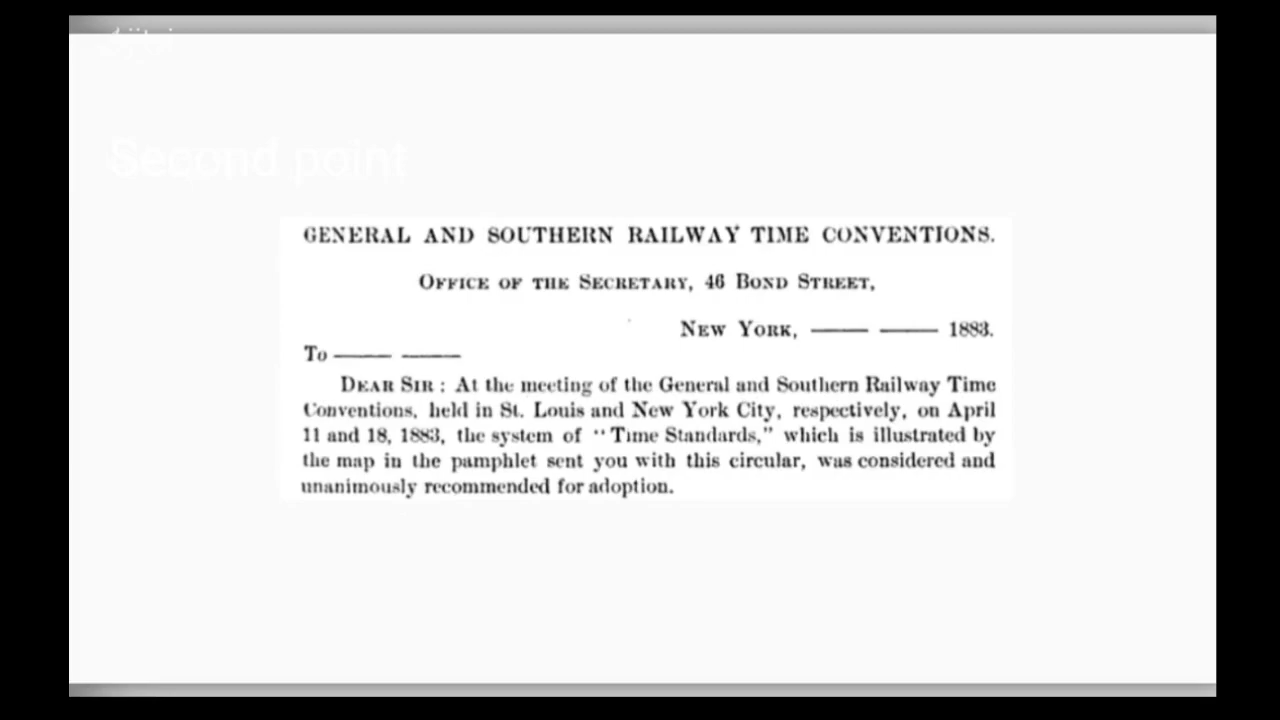 Second point
GENERAL AND SOUTHERN RAILWAY TIME CONVENTIONS.
OFFICE OF THE SECRETARY, 46 BOND STREET,
NEW YORK, —— —— 1883.
To —— ——
DEAR SIR: At the meeting of the General and Southern Railway Time
Conventions, held in St. Louis and New York City, respectively, on April
11 and 18, 1883, the system of "Time Standards," which is illustrated by
the map in the pamphlet sent you with this circular, was considered and
unanimously recommended for adoption.